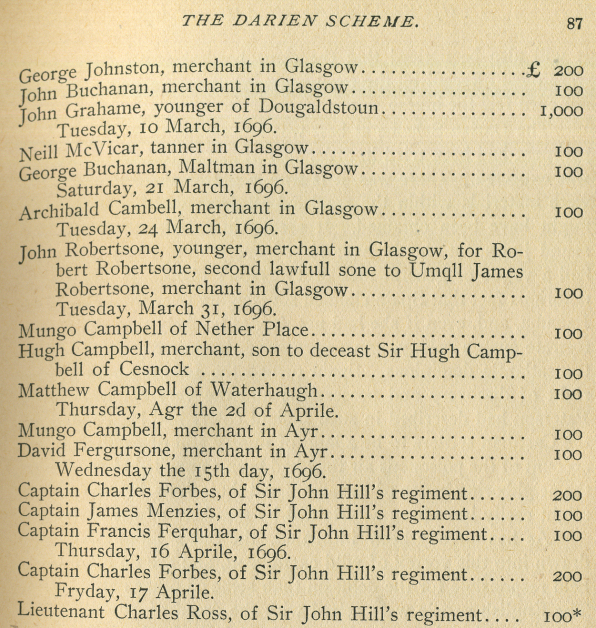 THE DARIEN SCHEME. 87
George Johnston, merchant in Glasgow.................£ 200
John Buchanan, merchant in Glasgow................. 100
John Grahame, younger of Dougaldstoun.............. 1,000
Tuesday, 10 March, 1696.
Neill McVicar, tanner in Glasgow..................... 100
George Buchanan, Maltman in Glasgow................ 100
Saturday, 21 March, 1696.
Archibald Cambell, merchant in Glasgow.............. 100
Tuesday, 24 March, 1696.
John Robertsone, younger, merchant in Glasgow, for Ro-
bert Robertsone, second lawfull sone to Umqll James
Robertsone, merchant in Glasgow................. 100
Tuesday, March 31, 1696.
Mungo Campbell of Nether Place..................... 100
Hugh Campbell, merchant, son to deceast Sir Hugh Camp-
bell of Cesnock ................................ 100
Matthew Campbell of Waterhaugh.................... 100
Thursday, Agr the 2d of Aprile.
Mungo Campbell, merchant in Ayr.................... 100
David Fergursone, merchant in Ayr................... 100
Wednesday the 15th day, 1696.
Captain Charles Forbes, of Sir John Hill's regiment...... 200
Captain James Menzies, of Sir John Hill's regiment...... 100
Captain Francis Ferquhar, of Sir John Hill's regiment.... 100
Thursday, 16 Aprile, 1696.
Captain Charles Forbes, of Sir John Hill's regiment...... 200
Fryday, 17 Aprile.
Lieutenant Charles Ross, of Sir John Hill's regiment.... 100*